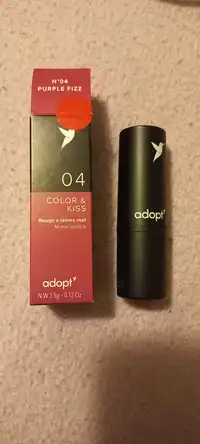 N°04
PURPLE FIZZ
04
COLOR &
KISS
Rouge à lèvres mat
Matte lipstick
adopt'
N.W 3.5g - 0.12 Oz
adopt'